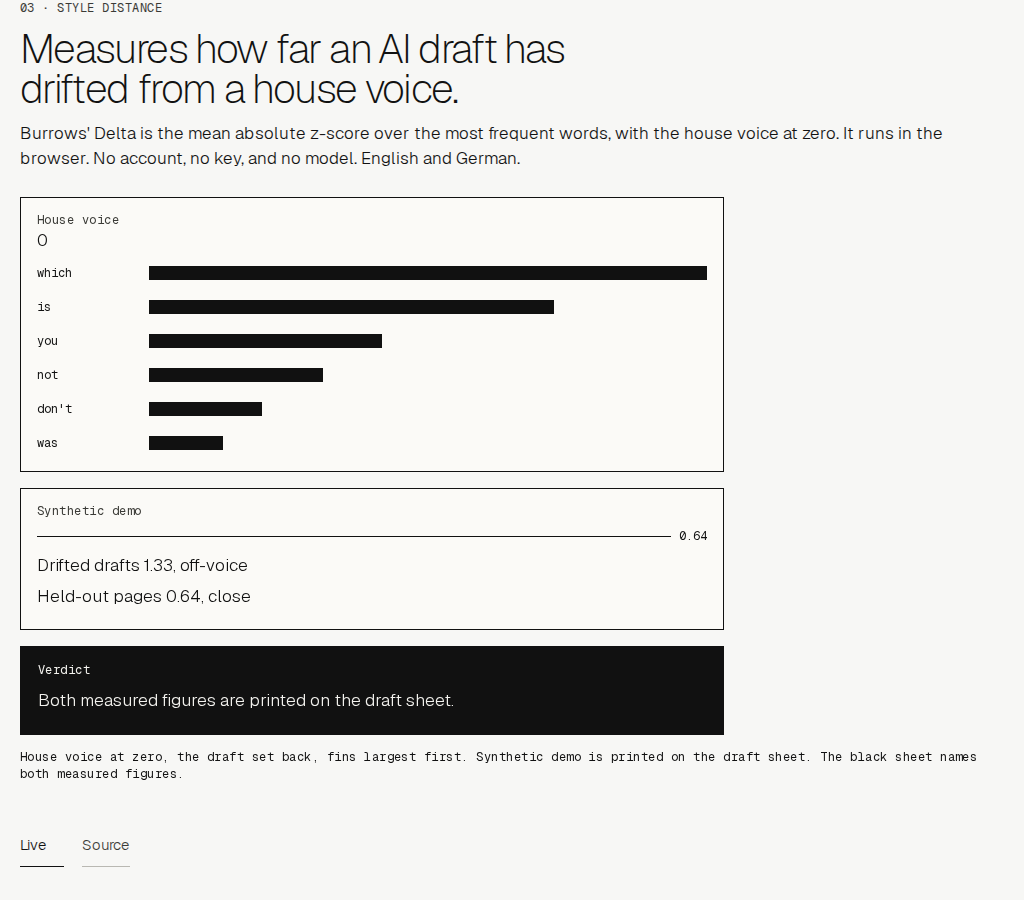 03 · STYLE DISTANCE
Measures how far an AI draft has
drifted from a house voice.
Burrows' Delta is the mean absolute z-score over the most frequent words, with the house voice at zero. It runs in the
browser. No account, no key, and no model. English and German.
House voice
0
which
is
you
not
don't
was
Synthetic demo
0.64
Drifted drafts 1.33, off-voice
Held-out pages 0.64, close
Verdict
Both measured figures are printed on the draft sheet.
House voice at zero, the draft set back, fins largest first. Synthetic demo is printed on the draft sheet. The black sheet names
both measured figures.
Live
Source